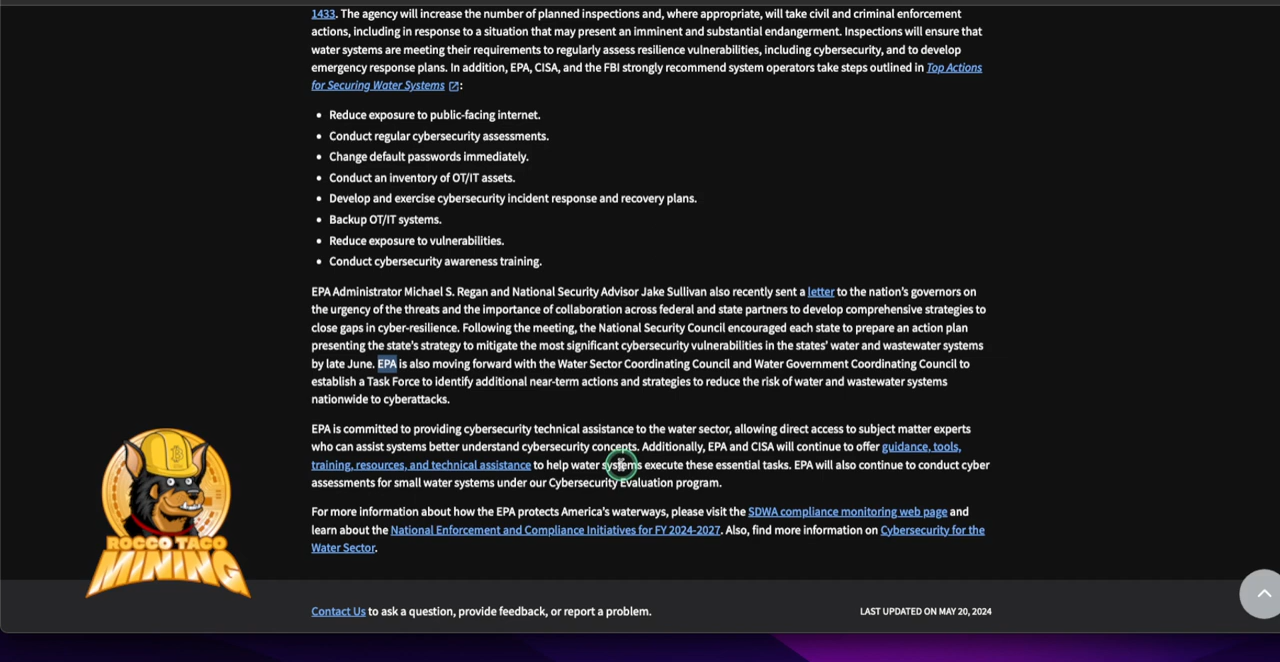 1433. The agency will increase the number of planned inspections and, where appropriate, will take civil and criminal enforcement
actions, including in response to a situation that may present an imminent and substantial endangerment. Inspections will ensure that
water systems are meeting their requirements to regularly assess resilience vulnerabilities, including cybersecurity, and to develop
emergency response plans. In addition, EPA, CISA, and the FBI strongly recommend system operators take steps outlined in Top Actions
for Securing Water Systems:
• Reduce exposure to public-facing internet.
• Conduct regular cybersecurity assessments.
• Change default passwords immediately.
• Conduct an inventory of OT/IT assets.
• Develop and exercise cybersecurity incident response and recovery plans.
• Backup OT/IT systems.
• Reduce exposure to vulnerabilities.
• Conduct cybersecurity awareness training.
EPA Administrator Michael S. Regan and National Security Advisor Jake Sullivan also recently sent a letter to the nation's governors on
the urgency of the threats and the importance of collaboration across federal and state partners to develop comprehensive strategies to
close gaps in cyber-resilience. Following the meeting, the National Security Council encouraged each state to prepare an action plan
presenting the state's strategy to mitigate the most significant cybersecurity vulnerabilities in the states' water and wastewater systems
by late June. EPA is also moving forward with the Water Sector Coordinating Council and Water Government Coordinating Council to
establish a Task Force to identify additional near-term actions and strategies to reduce the risk of water and wastewater systems
nationwide to cyberattacks.
EPA is committed to providing cybersecurity technical assistance to the water sector, allowing direct access to subject matter experts
who can assist systems better understand cybersecurity concepts. Additionally, EPA and CISA will continue to offer guidance, tools,
training, resources, and technical assistance to help water systems execute these essential tasks. EPA will also continue to conduct cyber
assessments for small water systems under our Cybersecurity Evaluation program.
For more information about how the EPA protects America's waterways, please visit the SDWA compliance monitoring web page and
learn about the National Enforcement and Compliance Initiatives for FY 2024-2027. Also, find more information on Cybersecurity for the
Water Sector.
ROCCO TACO
MINING
Contact Us to ask a question, provide feedback, or report a problem.
LAST UPDATED ON MAY 20, 2024